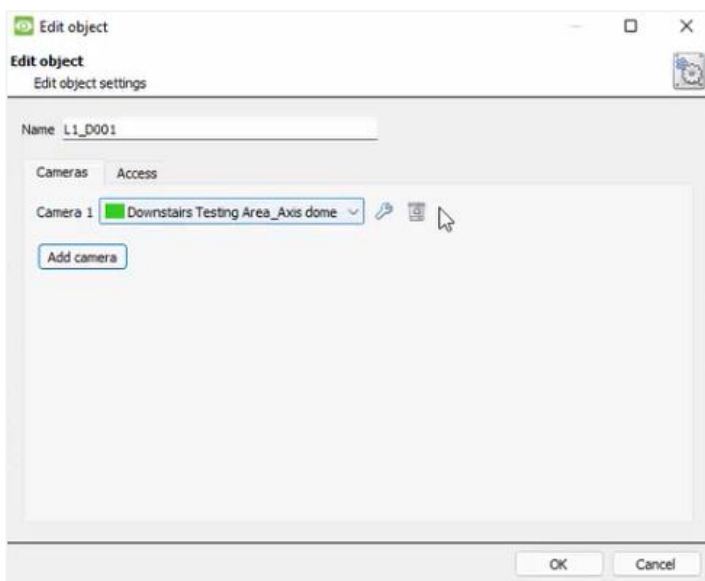 Edit object
Edit object
Edit object settings
Name L1_D001
Cameras Access
Camera 1 Downstairs Testing Area_Axis dome
Add camera
OK Cancel